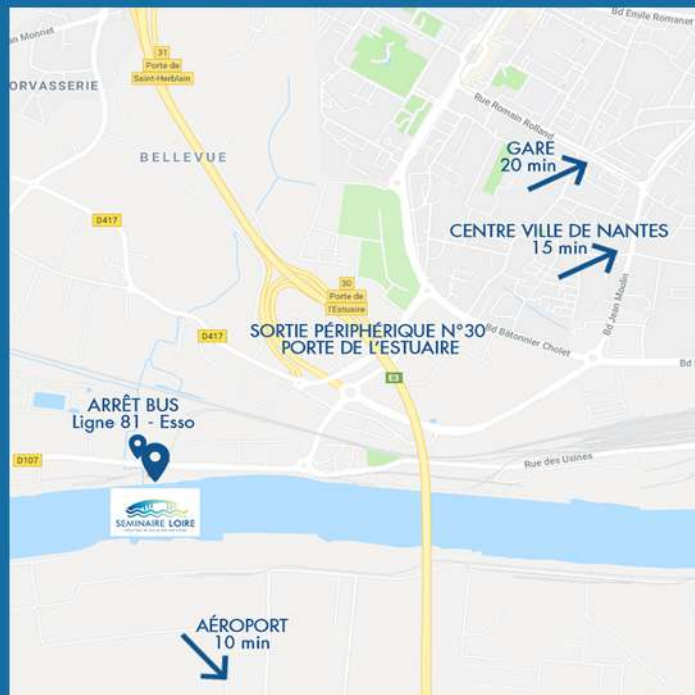 Bd Emile Romanet
an Monnet
31
Porte de
Saint-Herblain
ORVASSERIE
Rue Romain Rolland
BELLEVUE
GARE
20 min
D417
CENTRE VILLE DE NANTES
15 min
30
Porte de
l'Estuaire
Bd Jean Moulin
SORTIE PÉRIPHÉRIQUE N°30
PORTE DE L'ESTUAIRE
D417
Bd Bâtonnier Cholet
Bd
E3
ARRÊT BUS
Ligne 81 - Esso
D107
Rue des Usines
SEMINAIRE LOIRE
AÉROPORT
10 min